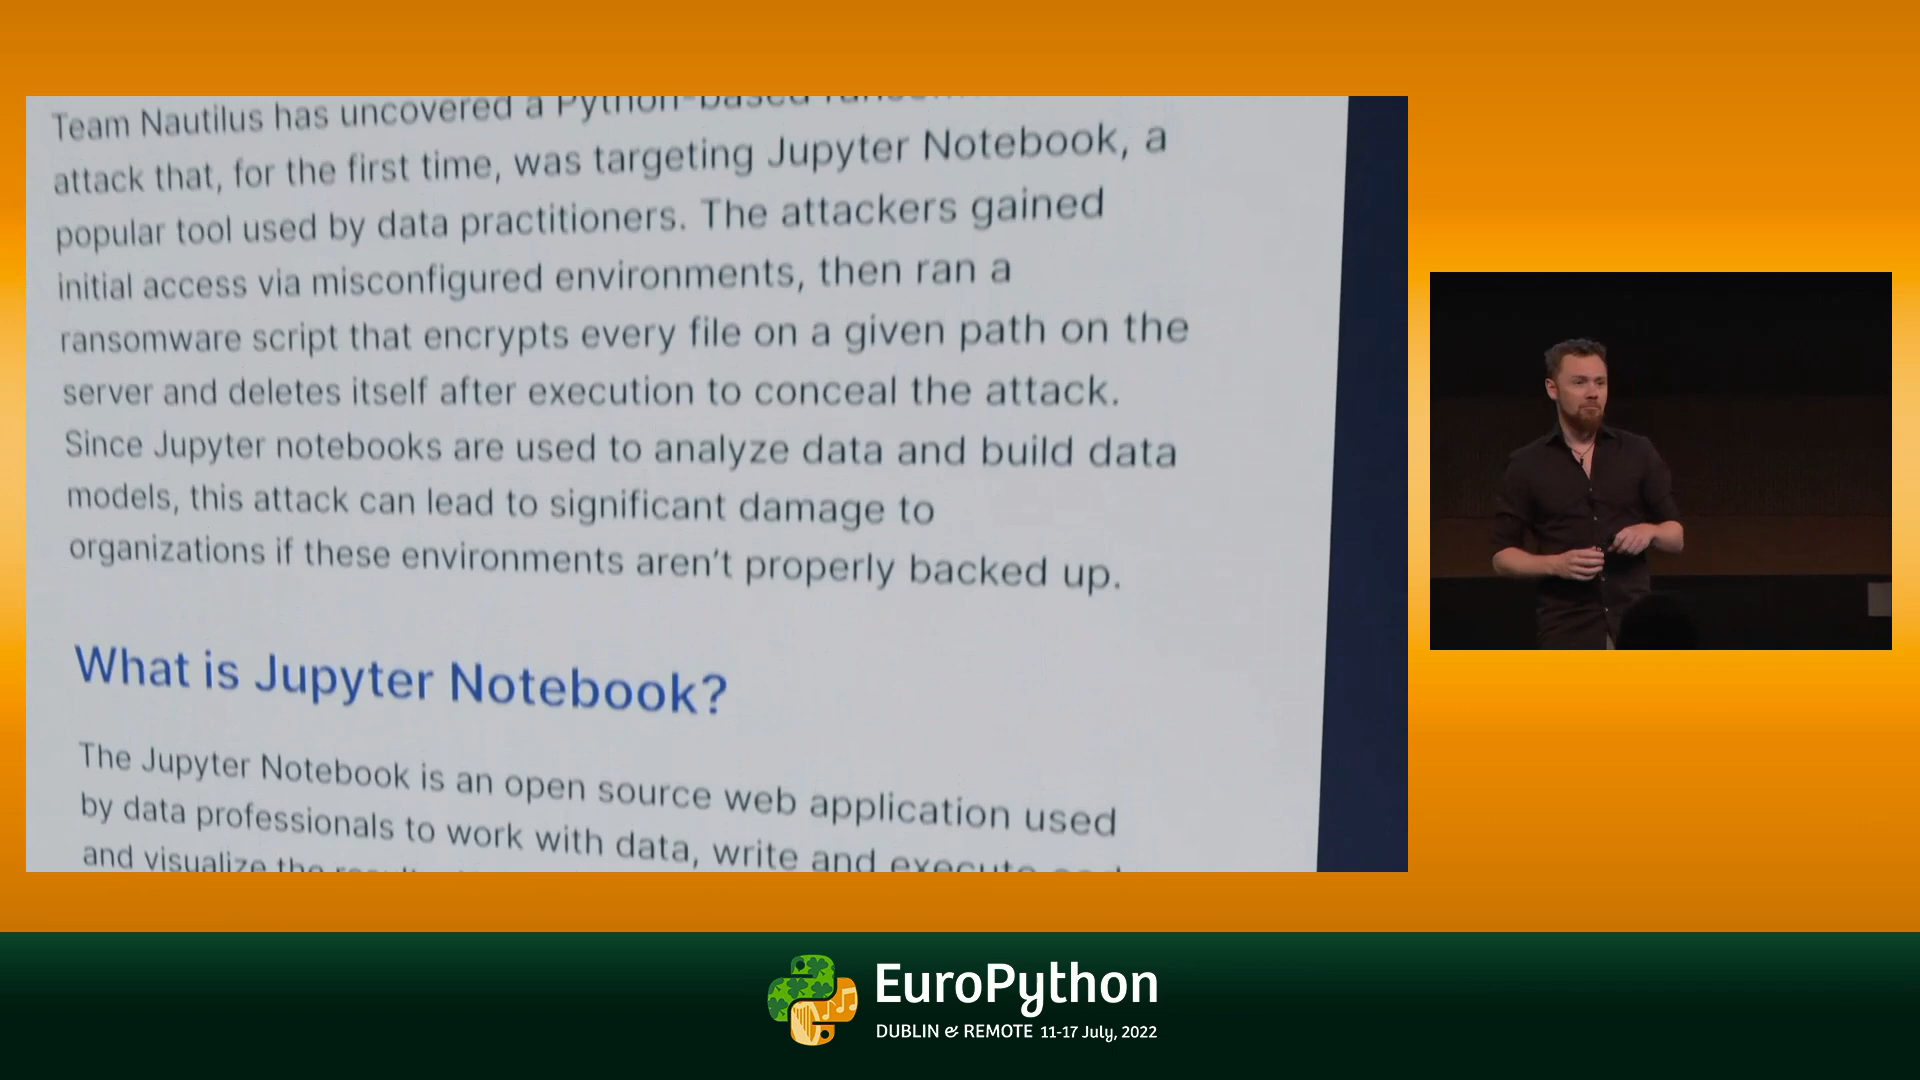 Team Nautilus has uncovered a Python-based
attack that, for the first time, was targeting Jupyter Notebook, a
popular tool used by data practitioners. The attackers gained
initial access via misconfigured environments, then ran a
ransomware script that encrypts every file on a given path on the
server and deletes itself after execution to conceal the attack.
Since Jupyter notebooks are used to analyze data and build data
models, this attack can lead to significant damage to
organizations if these environments aren't properly backed up.
What is Jupyter Notebook?
The Jupyter Notebook is an open source web application used
by data professionals to work with data, write and execute
and visualize the
EuroPython
DUBLIN & REMOTE 11-17 July, 2022